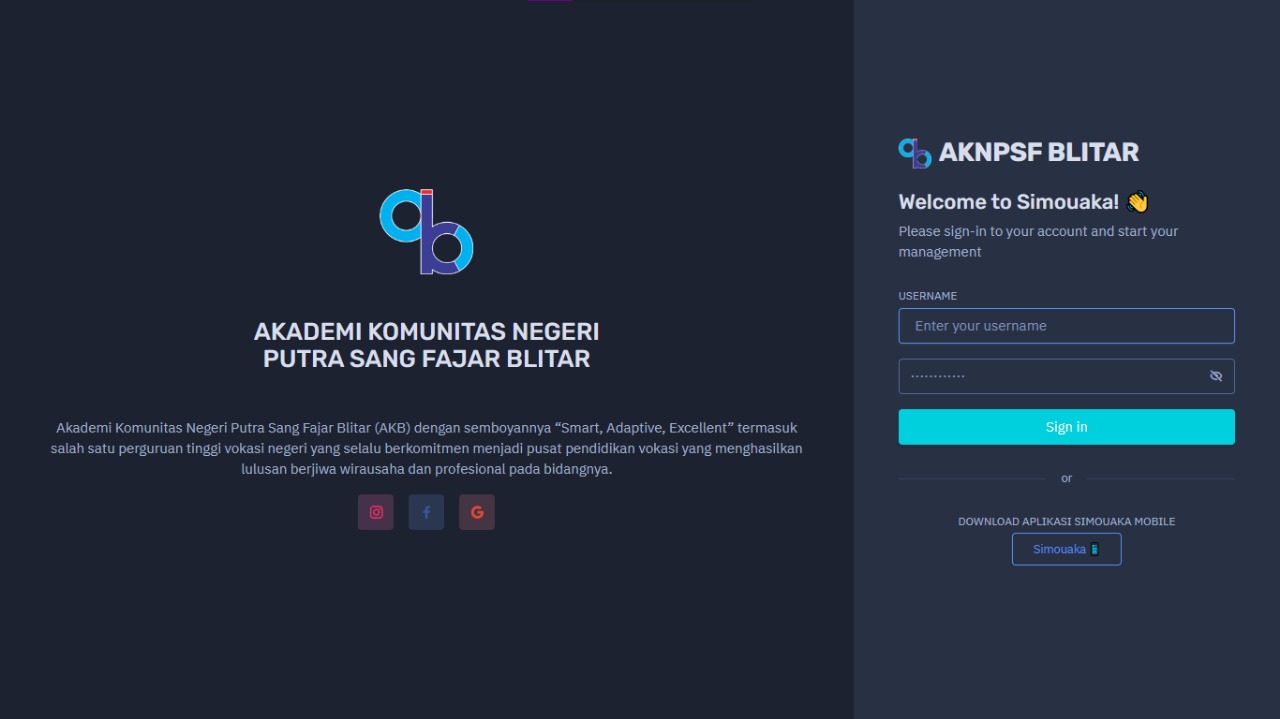 AKADEMI KOMUNITAS NEGERI
PUTRA SANG FAJAR BLITAR
Akademi Komunitas Negeri Putra Sang Fajar Blitar (AKB) dengan semboyannya “Smart, Adaptive, Excellent” termasuk
salah satu perguruan tinggi vokasi negeri yang selalu berkomitmen menjadi pusat pendidikan vokasi yang menghasilkan
lulusan berjiwa wirausaha dan profesional pada bidangnya.
AKNPSF BLITAR
Welcome to Simouaka! 👋
Please sign-in to your account and start your
management
USERNAME
Enter your username
············
Sign in
or
DOWNLOAD APLIKASI SIMOUAKA MOBILE
Simouaka 📱